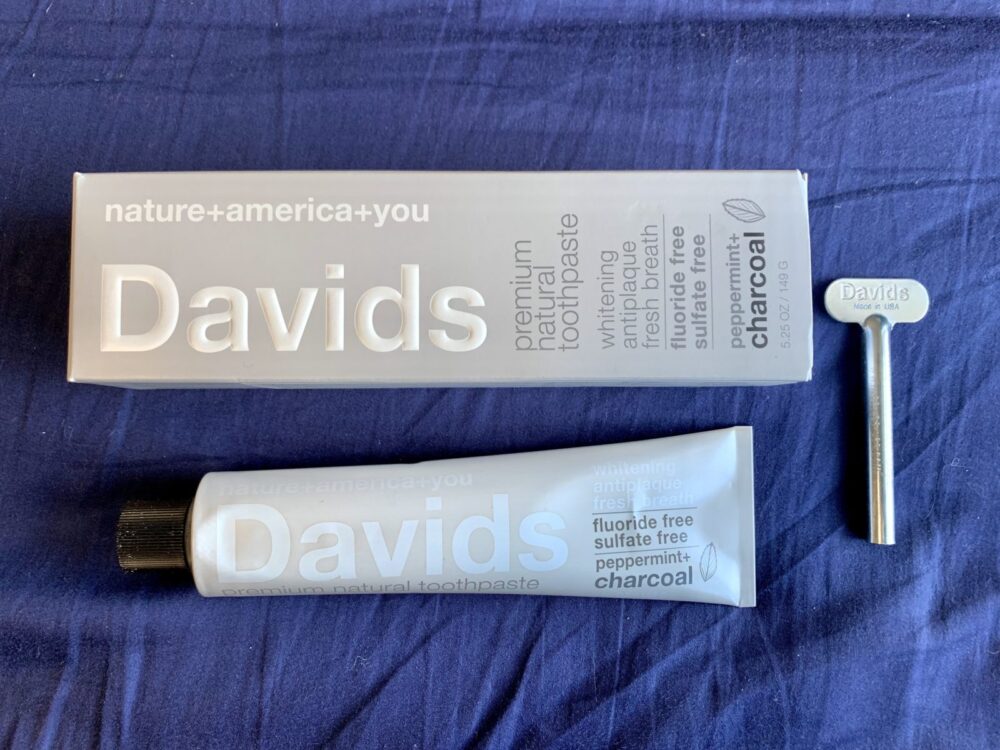 nature+america+you
Davids
premium
natural
toothpaste
whitening
antiplaque
fresh breath
fluoride free
sulfate free
peppermint+
charcoal
5.25 OZ / 149 G
Davids
Made in USA
nature+america+you
Davids
premium natural toothpaste
whitening
antiplaque
fresh breath
fluoride free
sulfate free
peppermint+
charcoal